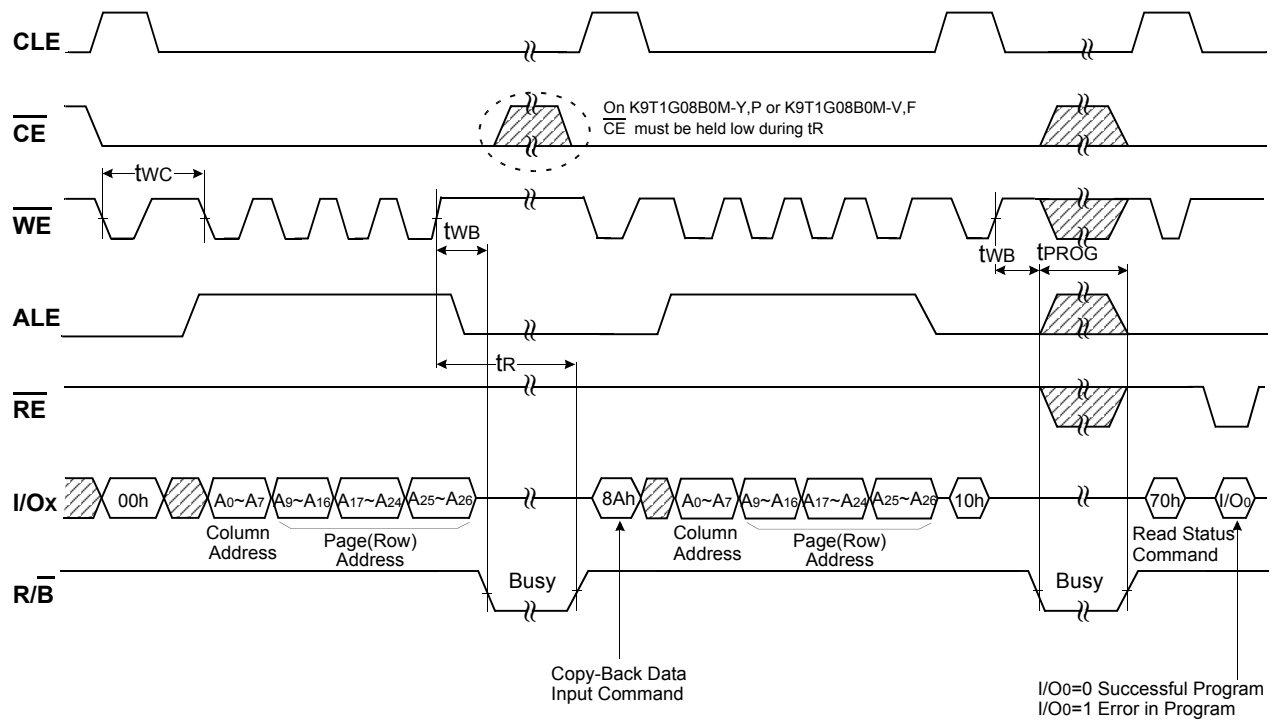 CLE
On K9T1G08B0M-Y,P or K9T1G08B0M-V,F
CE
CE must be held low during tR
tWC
WE
tWB
tWB
tPROG
ALE
tR
RE
I/Ox
00h
A0~A7
A9~A16
A17~A24
A25~A26
8Ah
A0~A7
A9~A16
A17~A24
A25~A26
10h
70h
I/O0
Column
Address
Page(Row)
Address
Column
Address
Page(Row)
Address
Read Status
Command
R/B
Busy
Busy
Copy-Back Data
Input Command
I/O0=0 Successful Program
I/O0=1 Error in Program